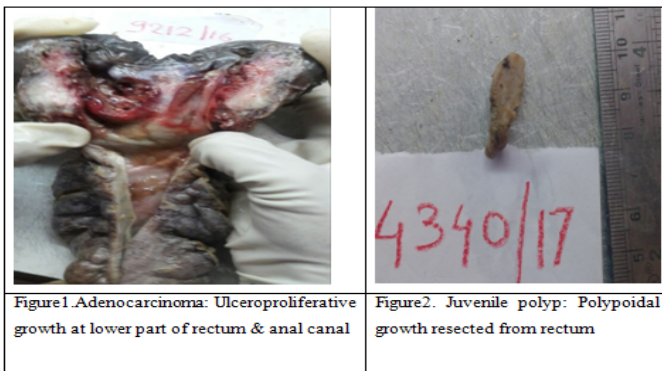 9212/16
4340/17
Figure1.Adenocarcinoma: Ulceroproliferative
growth at lower part of rectum & anal canal
Figure2. Juvenile polyp: Polypoidal
growth resected from rectum